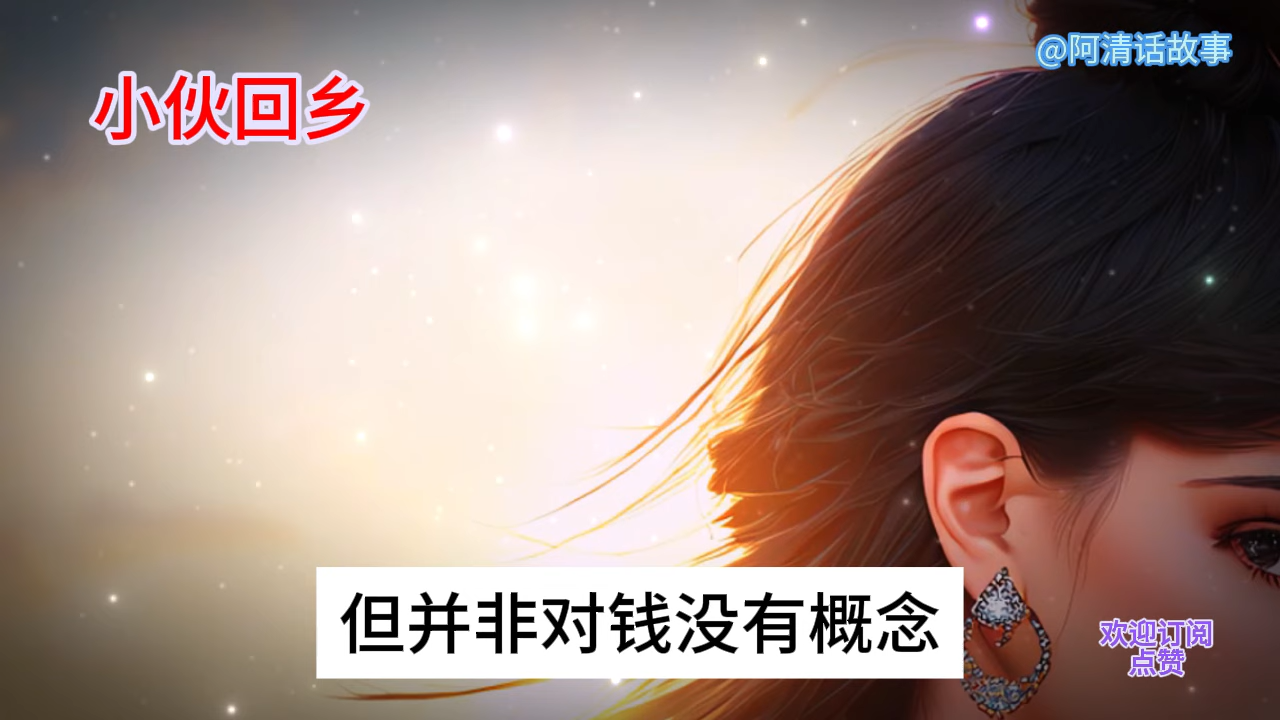 @阿清话故事
小伙回乡
但并非对钱没有概念
欢迎订阅
点赞